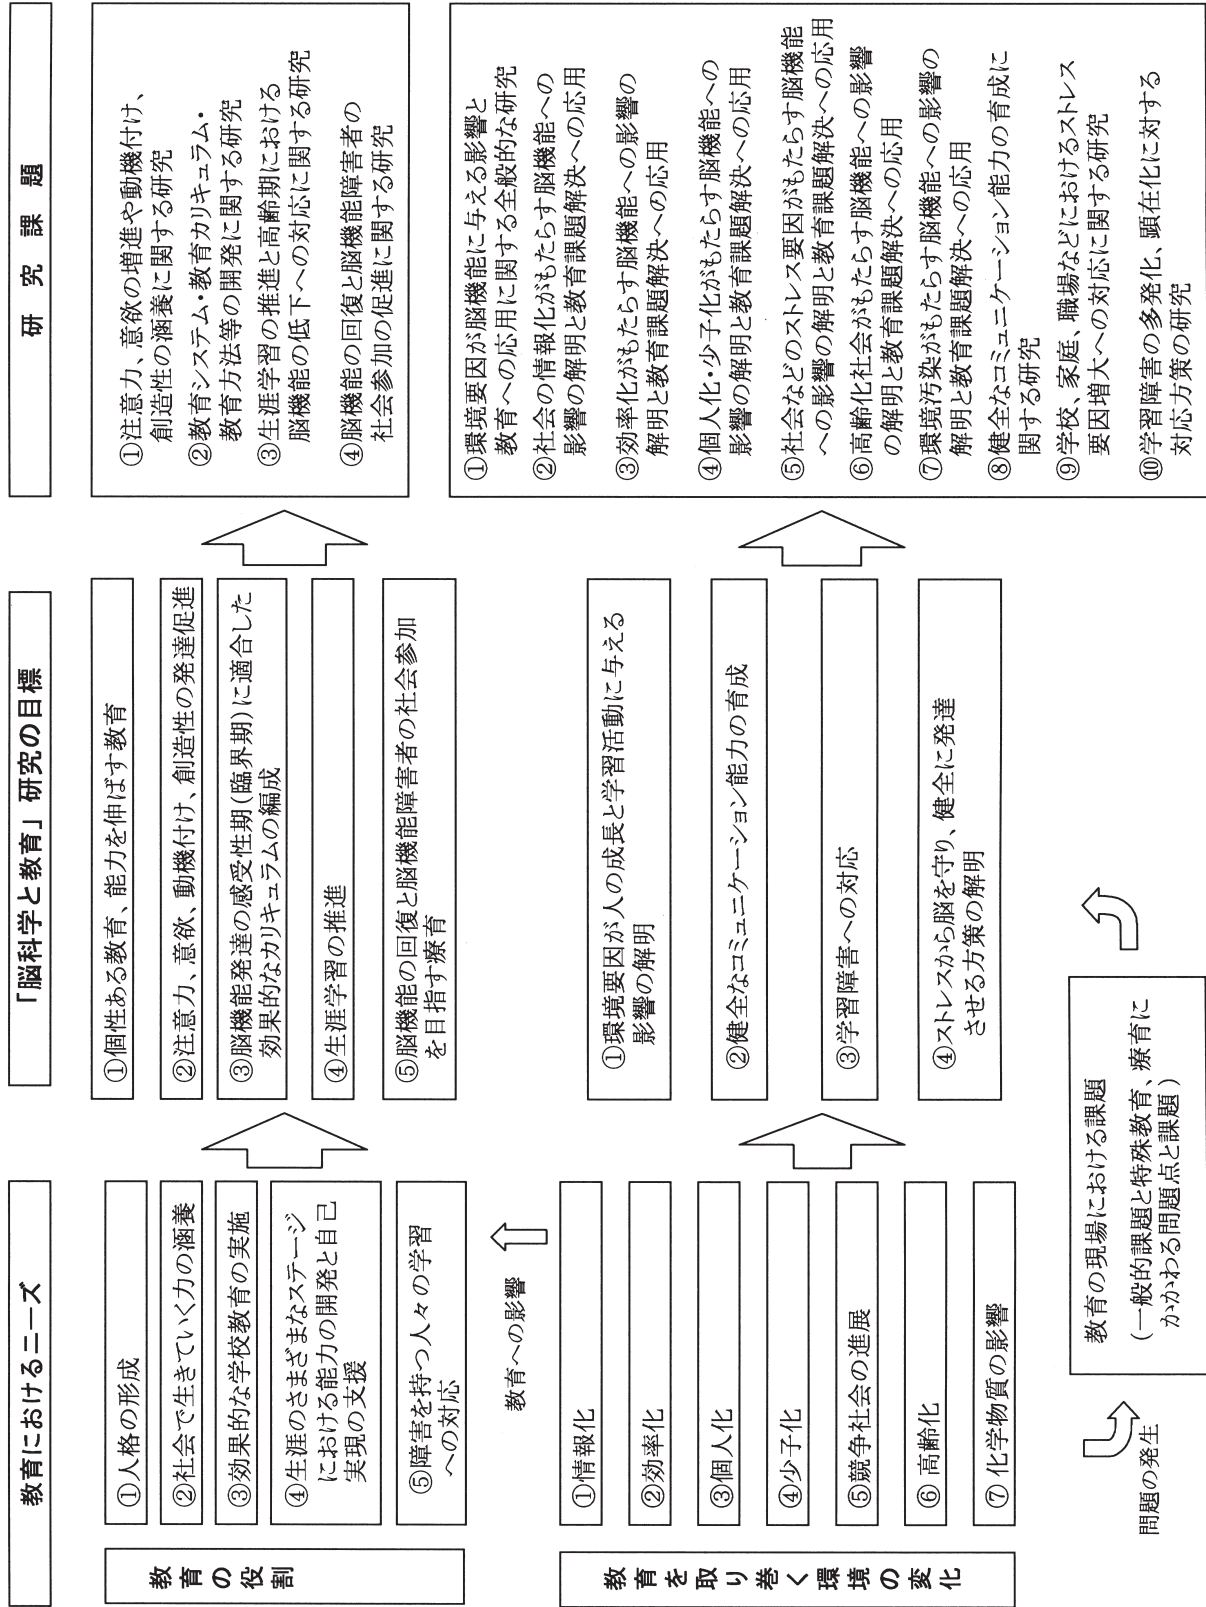 教育におけるニーズ
「脳科学と教育」研究の目標
研究課題
教育の役割
①人格の形成
②社会で生きていく力の涵養
③効果的な学校教育の実施
④生涯のさまざまなステージ
における能力の開発と自己
実現の支援
⑤障害を持つ人々の学習
への対応
①個性ある教育、能力を伸ばす教育
②注意力、意欲、動機付け、創造性の発達促進
③脳機能発達の感受性期(臨界期)に適合した
効果的なカリキュラムの編成
④生涯学習の推進
⑤脳機能の回復と脳機能障害者の社会参加
を目指す療育
①注意力、意欲の増進や動機付け、
創造性の涵養に関する研究
②教育システム・教育カリキュラム・
教育方法等の開発に関する研究
③生涯学習の推進と高齢期における
脳機能の低下への対応に関する研究
④脳機能の回復と脳機能障害者の
社会参加の促進に関する研究
教育への影響
教育を取り巻く環境の変化
①情報化
②効率化
③個人化
④少子化
⑤競争社会の進展
⑥高齢化
⑦化学物質の影響
①環境要因が人の成長と学習活動に与える
影響の解明
②健全なコミュニケーション能力の育成
③学習障害への対応
④ストレスから脳を守り、健全に発達
させる方策の解明
①環境要因が脳機能に与える影響と
教育への応用に関する全般的な研究
②社会の情報化がもたらす脳機能への
影響の解明と教育課題解決への応用
③効率化がもたらす脳機能への影響の
解明と教育課題解決への応用
④個人化・少子化がもたらす脳機能への
影響の解明と教育課題解決への応用
⑤社会などのストレス要因がもたらす脳機能
への影響の解明と教育課題解決への応用
⑥高齢化社会がもたらす脳機能への影響
の解明と教育課題解決への応用
⑦環境汚染がもたらす脳機能への影響の
解明と教育課題解決への応用
⑧健全なコミュニケーション能力の育成に
関する研究
⑨学校、家庭、職場などにおけるストレス
要因増大への対応に関する研究
⑩学習障害の多発化、顕在化に対する
対応方策の研究
問題の発生
教育の現場における課題
(一般的課題と特殊教育、療育に
かかわる問題点と課題)